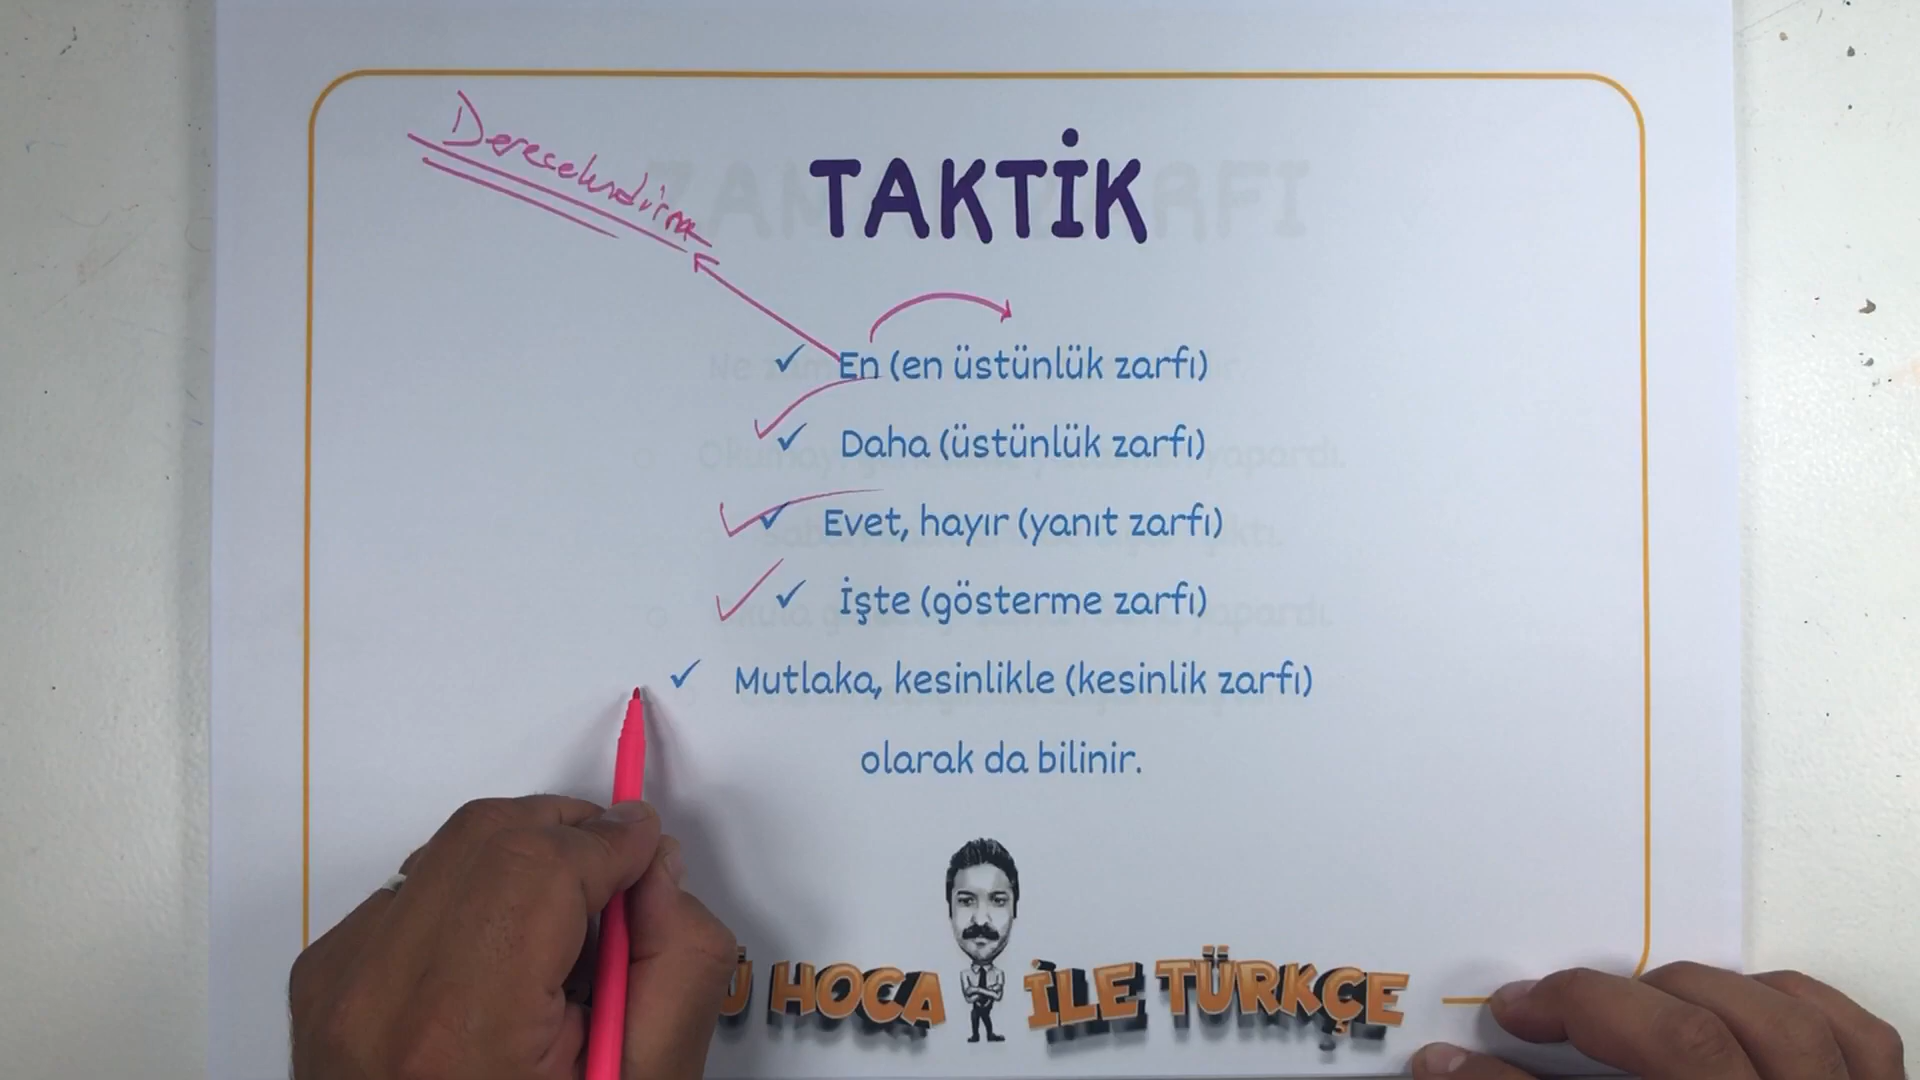 Derecelendirme
TAKTİK
✓ En (en üstünlük zarfı)
✓ Daha (üstünlük zarfı)
✓ Evet, hayır (yanıt zarfı)
✓ İşte (gösterme zarfı)
✓ Mutlaka, kesinlikle (kesinlik zarfı)
olarak da bilinir.
HOCA İLE TÜRKÇE